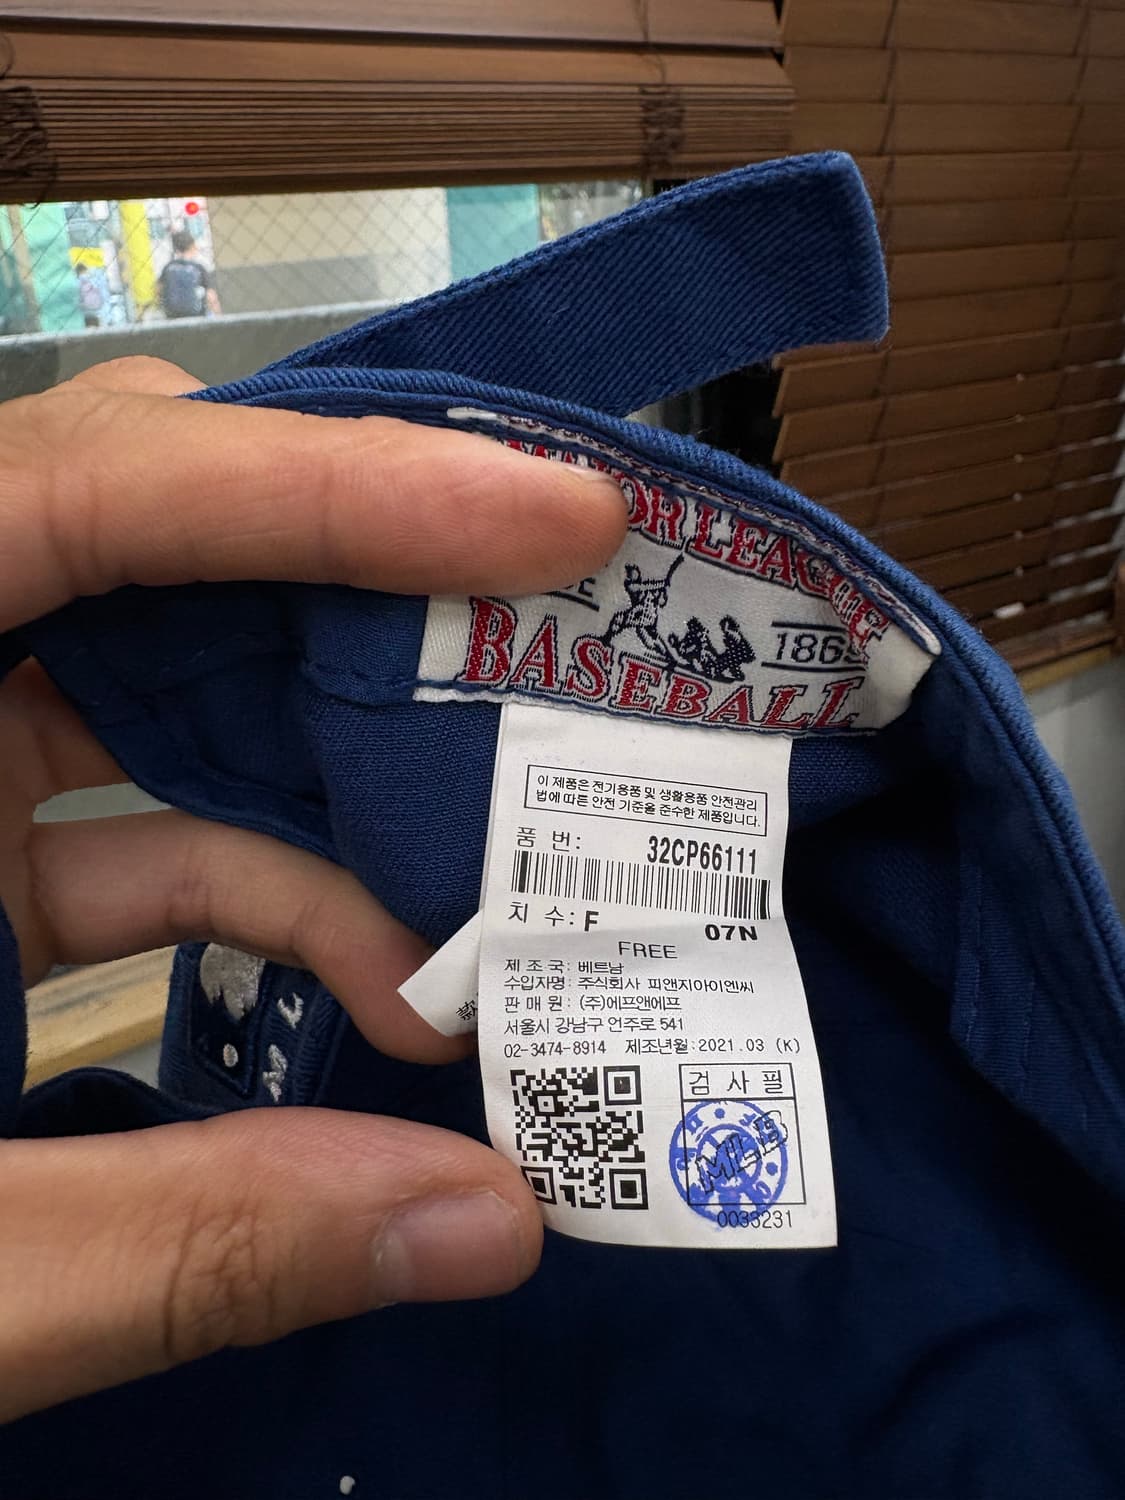 LEAGUE
BASEBALL
이 제품은 전기용품 및 생활용품 안전관리
법에 따른 안전 기준을 준수한 제품입니다.
품 번: 32CP66111
치 수: F 07N
FREE
제 조 국: 베트남
수입자명: 주식회사 피앤지아이엔씨
판 매 원: (주)에프앤에프
서울시 강남구 언주로 541
02-3474-8914 제조년월:2021.03 (K)
검 사 필
MLB
0033231